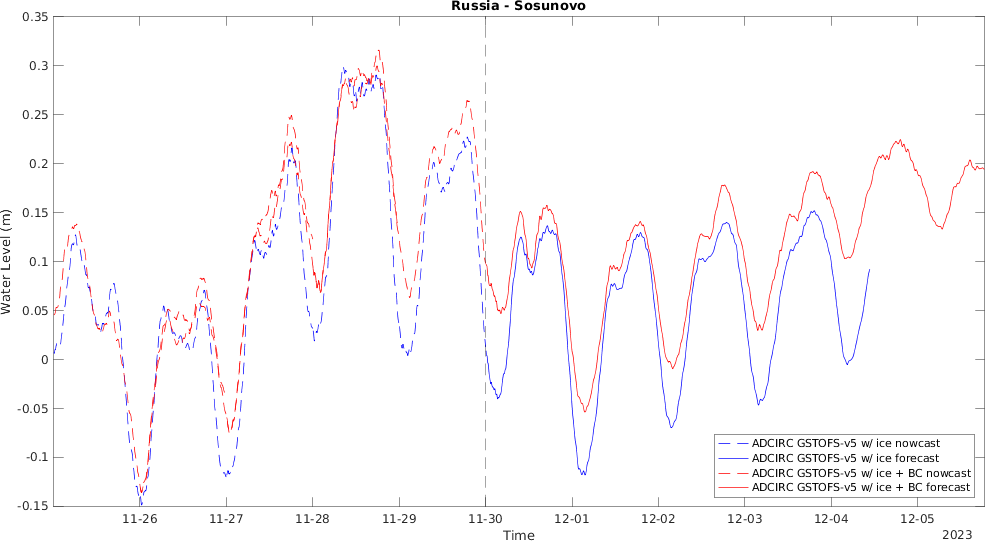 Russia - Sosunovo
0.35
0.3
0.25
0.2
0.15
0.1
0.05
0
-0.05
-0.1
-0.15
Water Level (m)
ADCIRC GSTOFS-v5 w/ ice nowcast
ADCIRC GSTOFS-v5 w/ ice forecast
ADCIRC GSTOFS-v5 w/ ice + BC nowcast
ADCIRC GSTOFS-v5 w/ ice + BC forecast
11-26 11-27 11-28 11-29 11-30 12-01 12-02 12-03 12-04 12-05
Time
2023